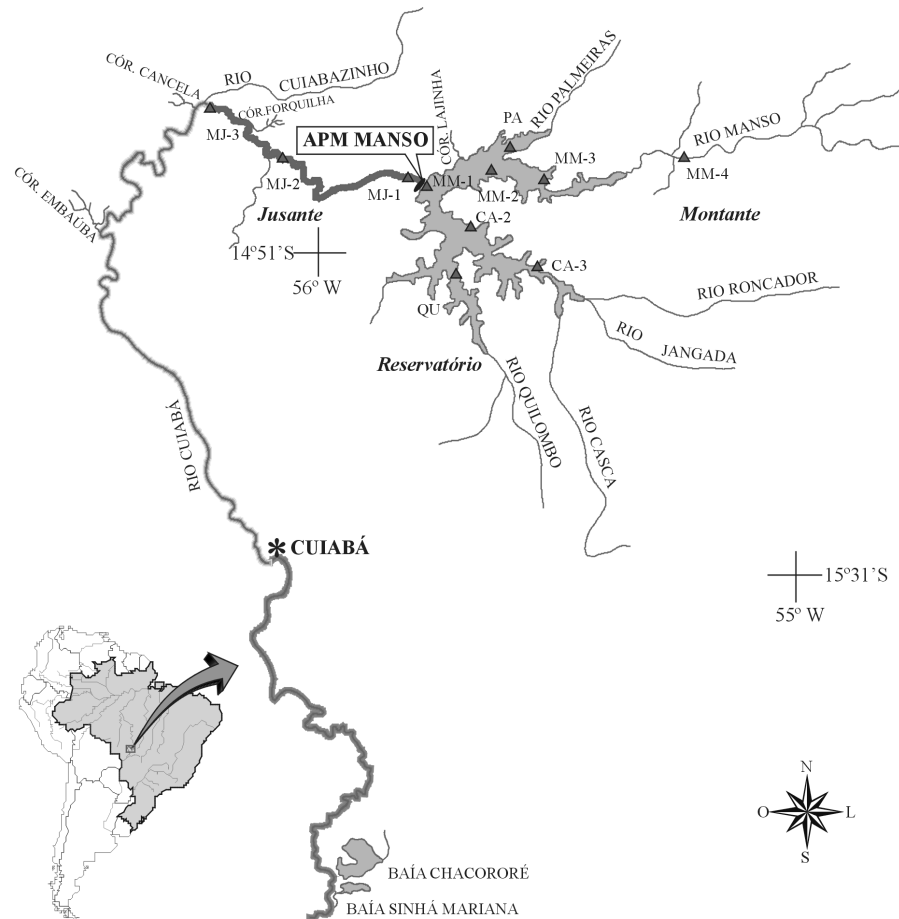 CÓR. CANCELA
RIO
CUIABAZINHO
CÓR.FORQUILHA
MJ-3
APM MANSO
CÓR. LAJINHA
RIO PALMEIRAS
PA
RIO MANSO
MJ-2
MJ-1
MM-1
MM-2
MM-3
MM-4
CÓR. EMBAÚBA
Jusante
Montante
CA-2
14º51'S
56º W
CA-3
QU
RIO RONCADOR
RIO
JANGADA
Reservatório
RIO QUILOMBO
RIO CASCA
RIO CUIABÁ
CUIABÁ
15º31'S
55º W
N
O
L
S
BAÍA CHACORORÉ
BAÍA SINHÁ MARIANA